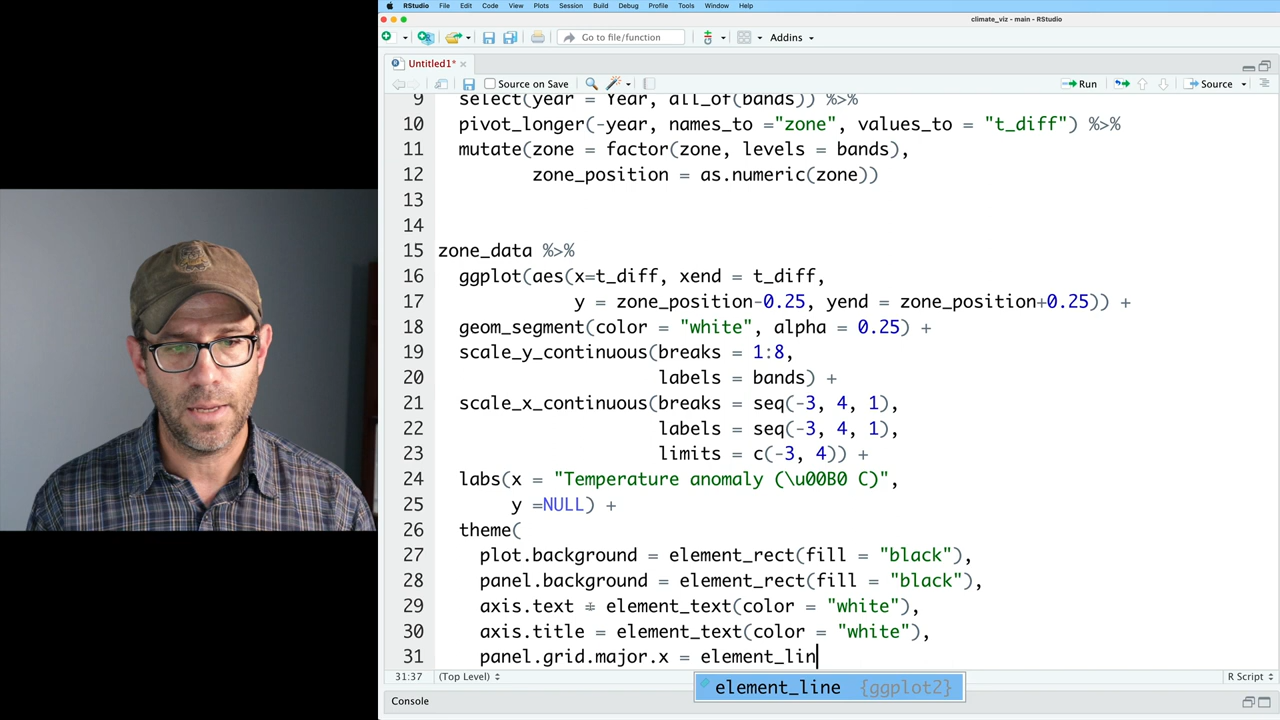 RStudio File Edit Code View Plots Session Build Debug Profile Tools Window Help
climate_viz - main - RStudio
Go to file/function Addins
Untitled1*
Source on Save Run Source
9 select(year = Year, all_of(bands)) %>%
10 pivot_longer(-year, names_to ="zone", values_to = "t_diff") %>%
11 mutate(zone = factor(zone, levels = bands),
12 zone_position = as.numeric(zone))
13
14
15 zone_data %>%
16 ggplot(aes(x=t_diff, xend = t_diff,
17 y = zone_position-0.25, yend = zone_position+0.25)) +
18 geom_segment(color = "white", alpha = 0.25) +
19 scale_y_continuous(breaks = 1:8,
20 labels = bands) +
21 scale_x_continuous(breaks = seq(-3, 4, 1),
22 labels = seq(-3, 4, 1),
23 limits = c(-3, 4)) +
24 labs(x = "Temperature anomaly (\u00B0 C)",
25 y =NULL) +
26 theme(
27 plot.background = element_rect(fill = "black"),
28 panel.background = element_rect(fill = "black"),
29 axis.text = element_text(color = "white"),
30 axis.title = element_text(color = "white"),
31 panel.grid.major.x = element_lin
31:37 (Top Level) R Script
element_line {ggplot2}
Console